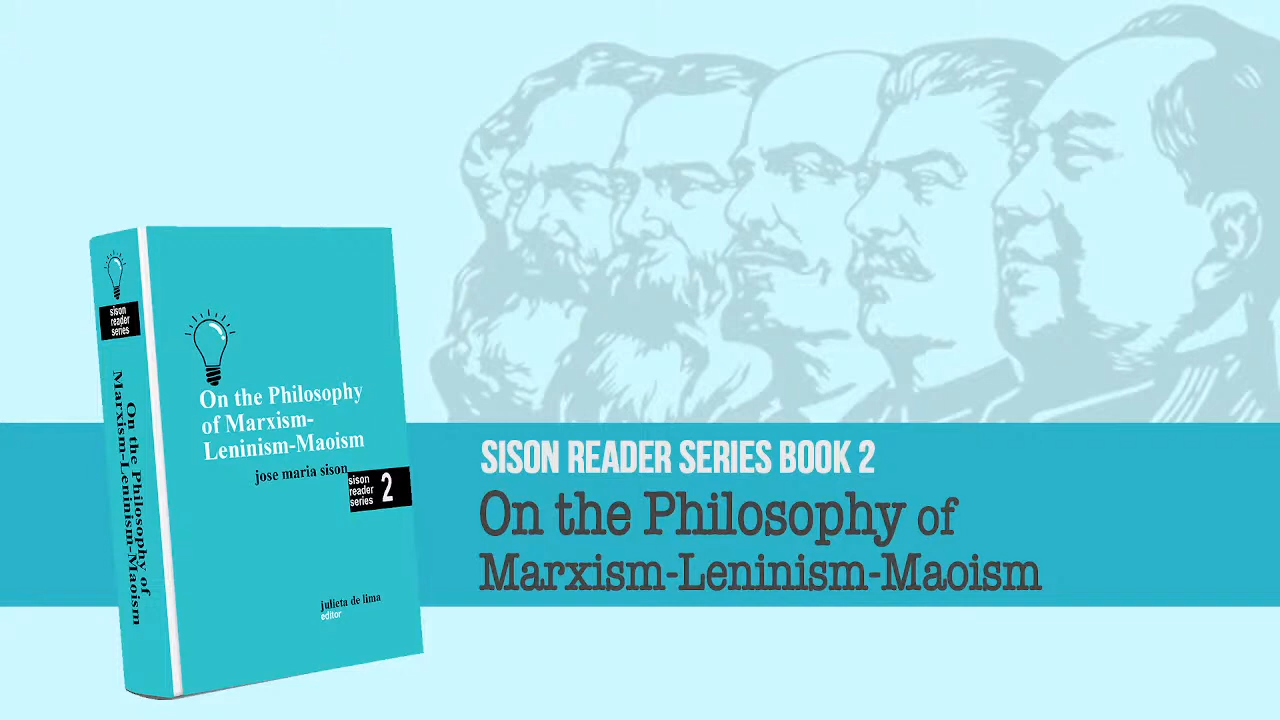 sison
reader
series
On the Philosophy of
Marxism-Leninism-Maoism
On the Philosophy
of Marxism-
Leninism-Maoism
jose maria sison
sison
reader
series
2
julieta de lima
editor
SISON READER SERIES BOOK 2
On the Philosophy of
Marxism-Leninism-Maoism